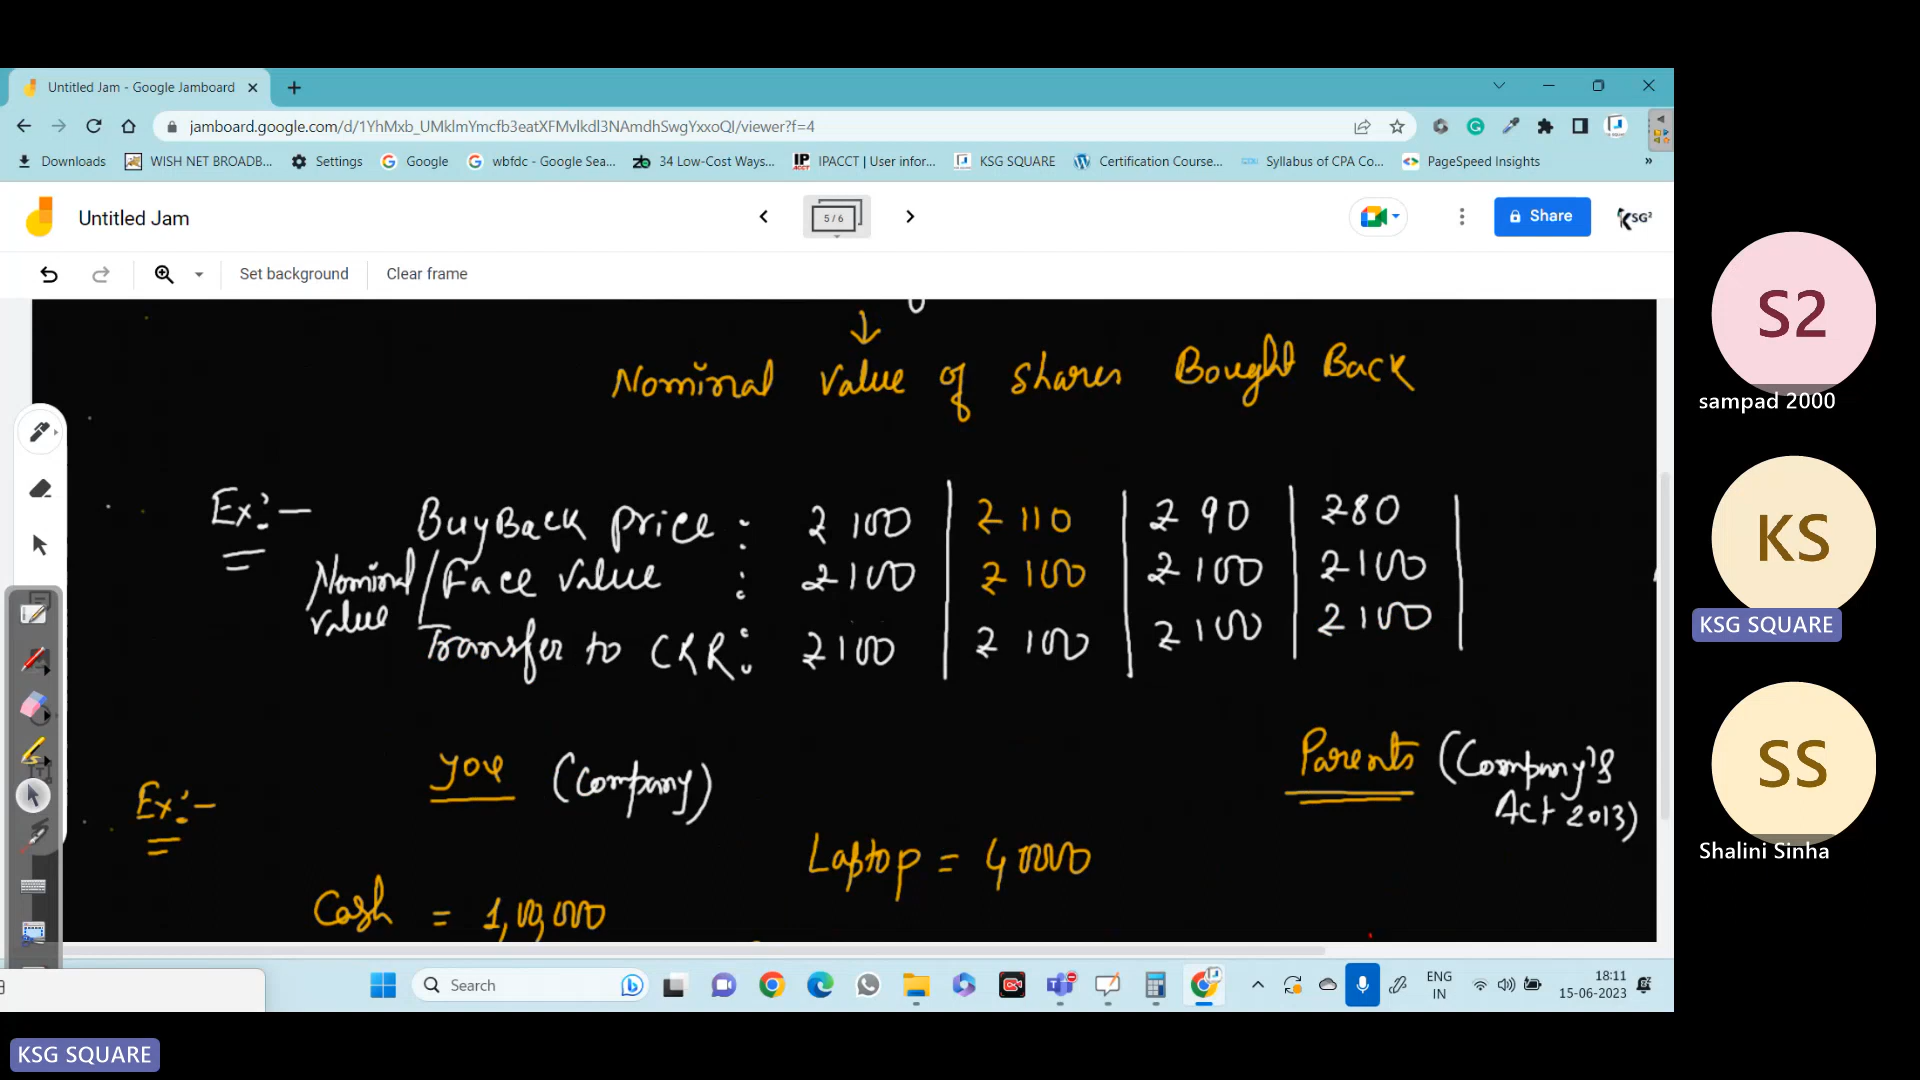 Untitled Jam - Google Jamboard
jamboard.google.com/d/1YhMxb_UMklmYmcfb3eatXFMvlkdl3NAmdhSwgYxxoQI/viewer?f=4
Downloads WISH NET BROADB... Settings Google wbfdc - Google Sea... 34 Low-Cost Ways... IPACCT | User infor... KSG SQUARE Certification Course... Syllabus of CPA Co... PageSpeed Insights »
Untitled Jam
5 / 6
Share
KSG²
Set background Clear frame
Nominal Value of Shares Bought Back
Ex:- BuyBack price : ₹ 100 ₹ 110 ₹ 90 ₹80
Nominal / Face value : ₹100 ₹ 100 ₹ 100 ₹100
Value
Transfer to CRR: ₹100 ₹ 100 ₹100 ₹100
You (Company) Parents (Company's
Act 2013)
Ex:-
Laptop = 40000
Cash = 1,00,000
S2
sampad 2000
KS
KSG SQUARE
SS
Shalini Sinha
Search
ENG
IN
18:11
15-06-2023
KSG SQUARE